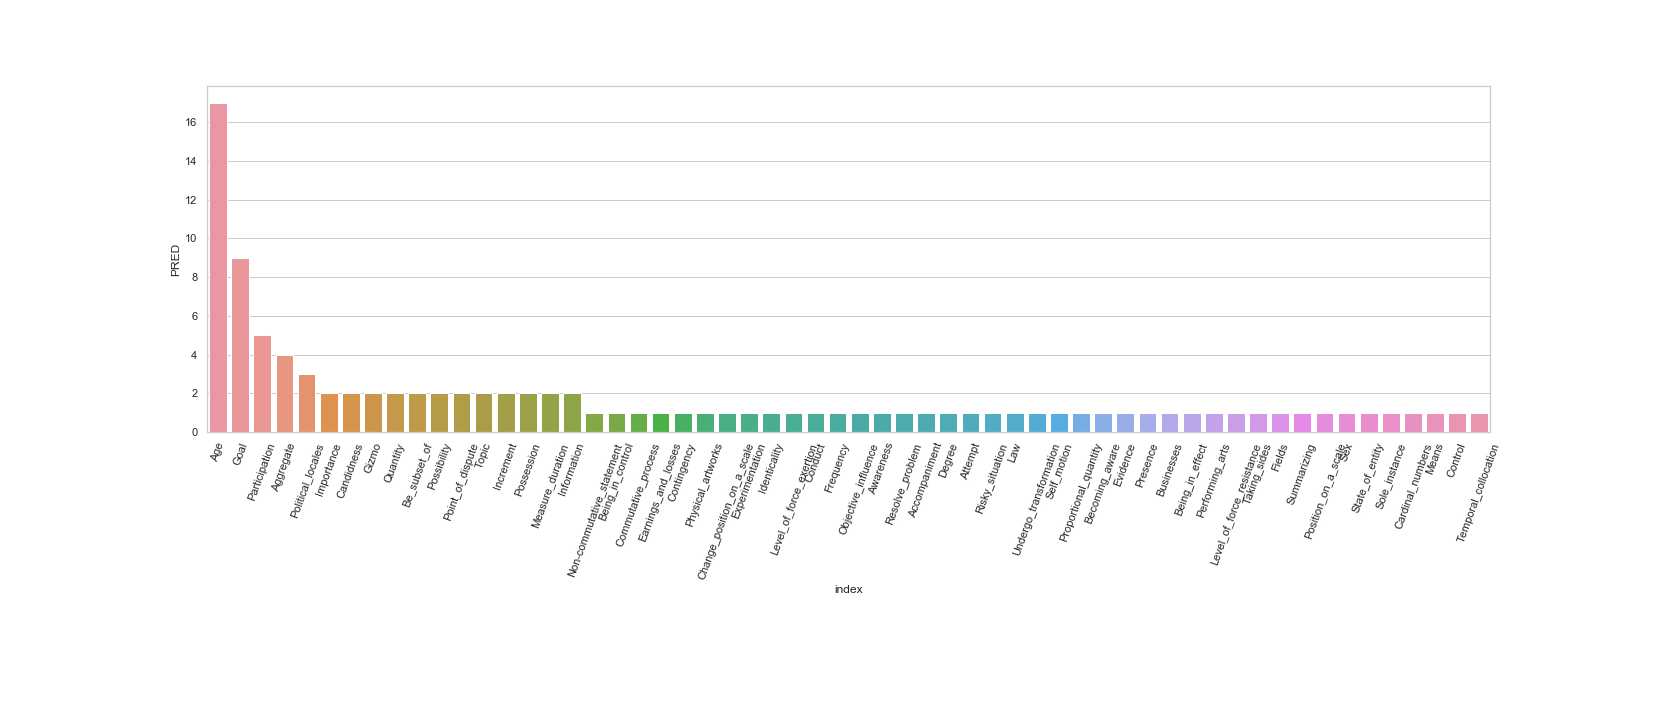 16
14
12
10
8
6
4
2
0
PRED
Age
Goal
Participation
Aggregate
Political_locales
Importance
Candidness
Gizmo
Quantity
Be_subset_of
Possibility
Point_of_dispute
Topic
Increment
Possession
Measure_duration
Information
Non-commutative_statement
Being_in_control
Commutative_process
Earnings_and_losses
Contingency
Physical_artworks
Change_position_on_a_scale
Experimentation
Identicality
Level_of_force_exertion
Conduct
Frequency
Objective_influence
Awareness
Resolve_problem
Accompaniment
Degree
Attempt
Risky_situation
Law
Undergo_transformation
Self_motion
Proportional_quantity
Becoming_aware
Evidence
Presence
Businesses
Being_in_effect
Performing_arts
Level_of_force_resistance
Taking_sides
Fields
Summarizing
Position_on_a_scale
Sex
State_of_entity
Sole_instance
Cardinal_numbers
Means
Control
Temporal_collocation
index